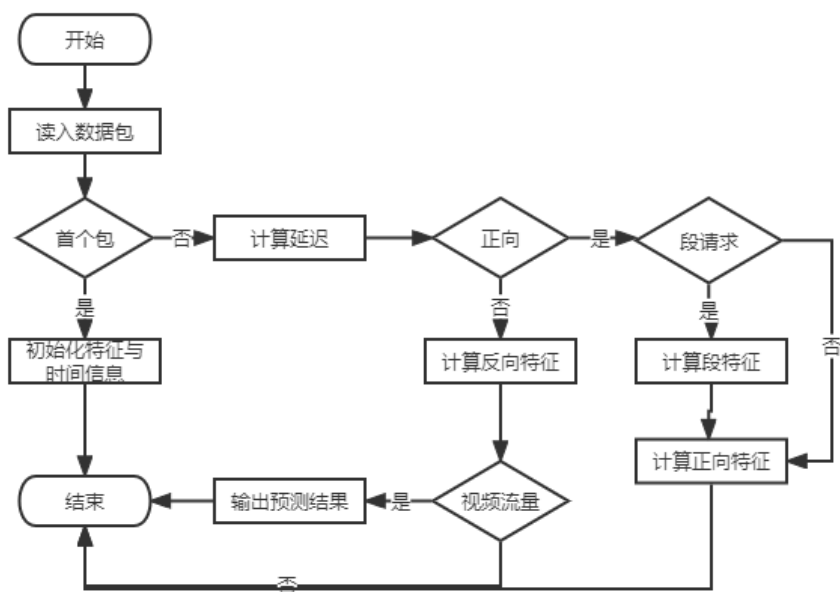 开始
读入数据包
首个包
否
计算延迟
正向
是
段请求
是
否
是
否
初始化特征与
时间信息
计算反向特征
计算段特征
计算正向特征
结束
输出预测结果
是
视频流量
否